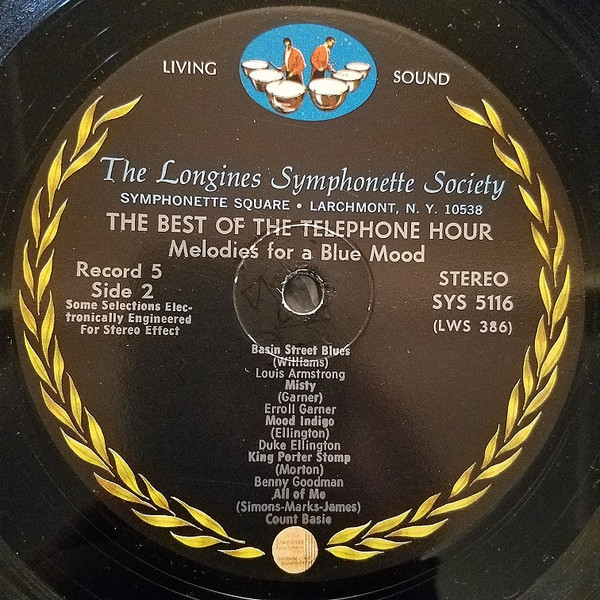 LIVING SOUND
The Longines Symphonette Society
SYMPHONETTE SQUARE • LARCHMONT, N. Y. 10538
THE BEST OF THE TELEPHONE HOUR
Melodies for a Blue Mood
Record 5
Side 2
Some Selections Elec-
tronically Engineered
For Stereo Effect
STEREO
SYS 5116
(LWS 386)
Basin Street Blues
(Williams)
Louis Armstrong
Misty
(Garner)
Erroll Garner
Mood Indigo
(Ellington)
Duke Ellington
King Porter Stomp
(Morton)
Benny Goodman
All of Me
(Simons-Marks-James)
Count Basie